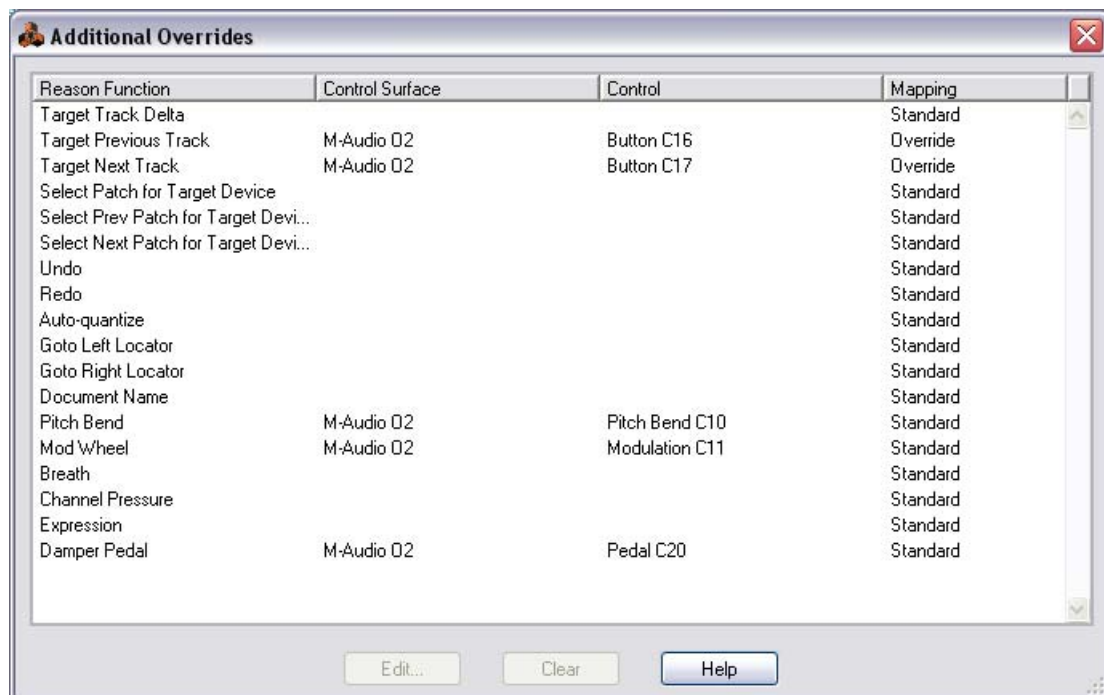 Additional Overrides
Reason Function Control Surface Control Mapping
Target Track Delta Standard
Target Previous Track M-Audio O2 Button C16 Override
Target Next Track M-Audio O2 Button C17 Override
Select Patch for Target Device Standard
Select Prev Patch for Target Devi... Standard
Select Next Patch for Target Devi... Standard
Undo Standard
Redo Standard
Auto-quantize Standard
Goto Left Locator Standard
Goto Right Locator Standard
Document Name Standard
Pitch Bend M-Audio O2 Pitch Bend C10 Standard
Mod Wheel M-Audio O2 Modulation C11 Standard
Breath Standard
Channel Pressure Standard
Expression Standard
Damper Pedal M-Audio O2 Pedal C20 Standard
Edit... Clear Help